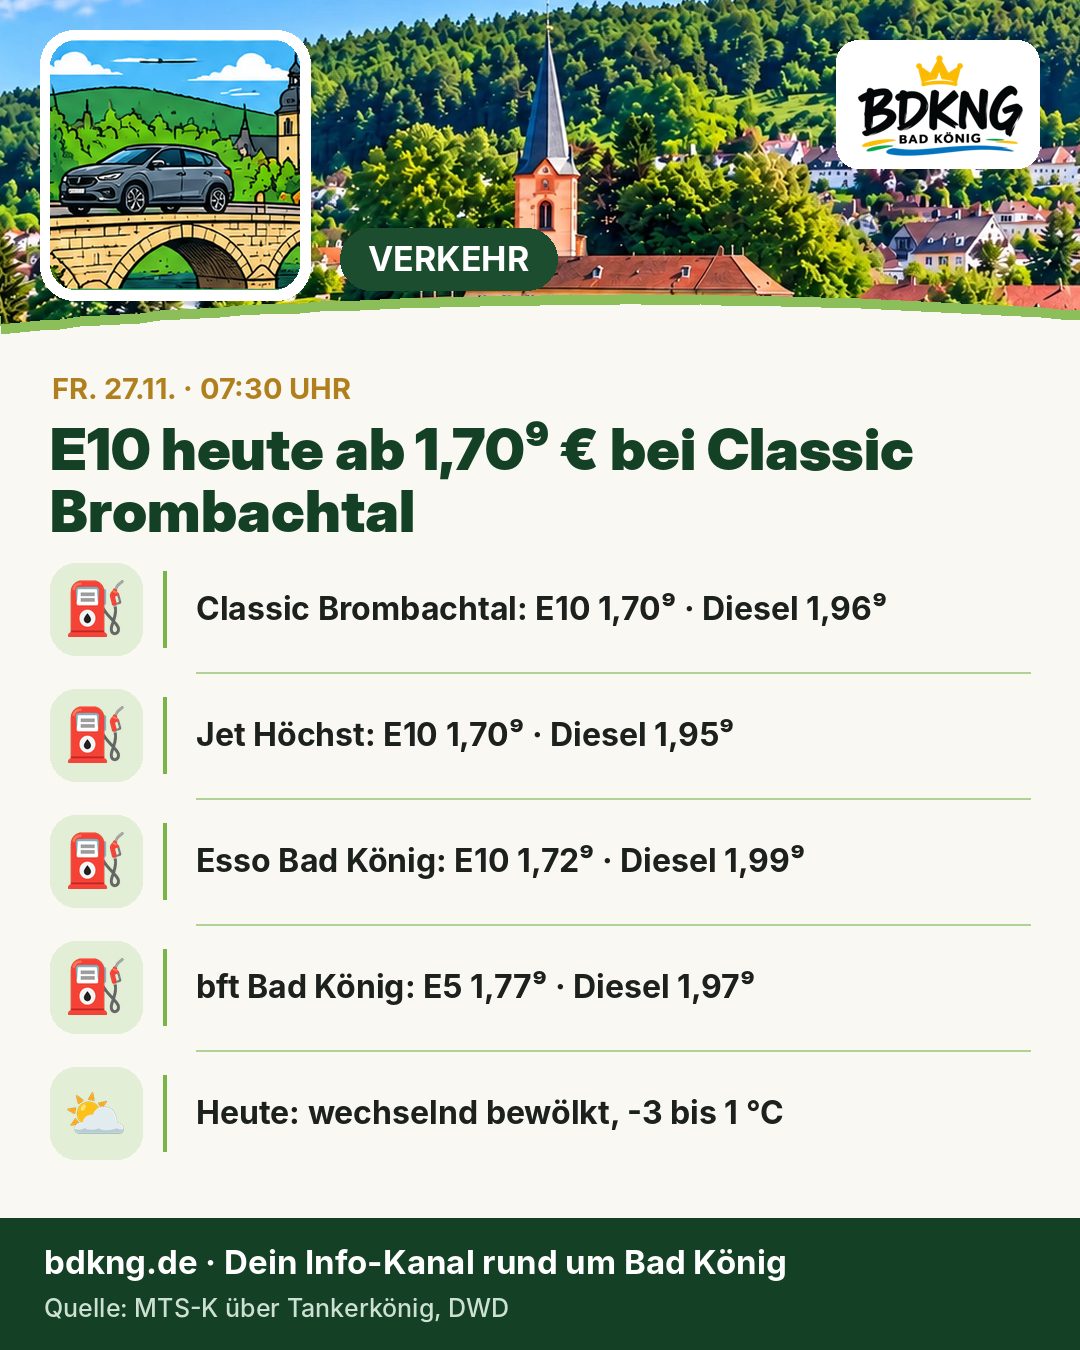 BDKNG
BAD KÖNIG
VERKEHR
FR. 27.11. · 07:30 UHR
E10 heute ab 1,70⁹ € bei Classic
Brombachtal
Classic Brombachtal: E10 1,70⁹ · Diesel 1,96⁹
Jet Höchst: E10 1,70⁹ · Diesel 1,95⁹
Esso Bad König: E10 1,72⁹ · Diesel 1,99⁹
bft Bad König: E5 1,77⁹ · Diesel 1,97⁹
Heute: wechselnd bewölkt, -3 bis 1 °C
bdkng.de · Dein Info-Kanal rund um Bad König
Quelle: MTS-K über Tankerkönig, DWD